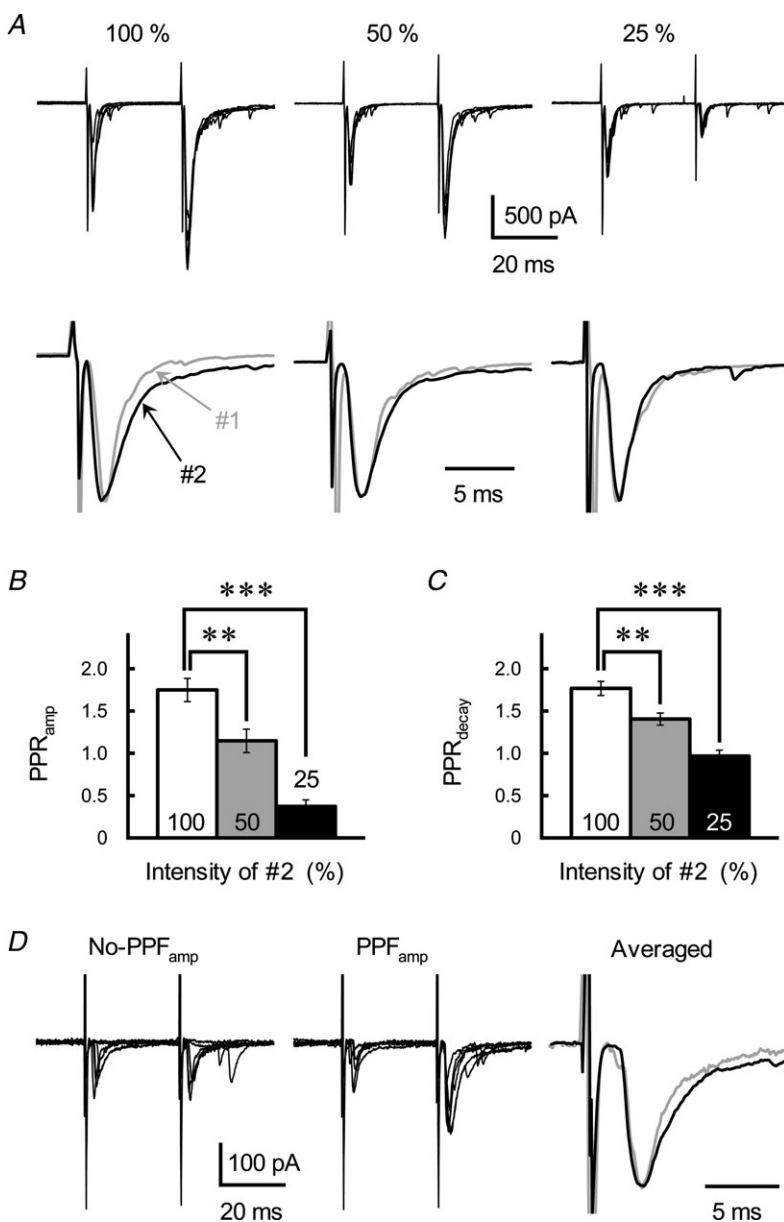 A
100 %
50 %
25 %
500 pA
20 ms
#1
#2
5 ms
B
***
**
PPRamp
2.0
1.5
1.0
0.5
0
100
50
25
Intensity of #2 (%)
C
***
**
PPRdecay
2.0
1.5
1.0
0.5
0
100
50
25
Intensity of #2 (%)
D
No-PPFamp
PPFamp
Averaged
100 pA
20 ms
5 ms